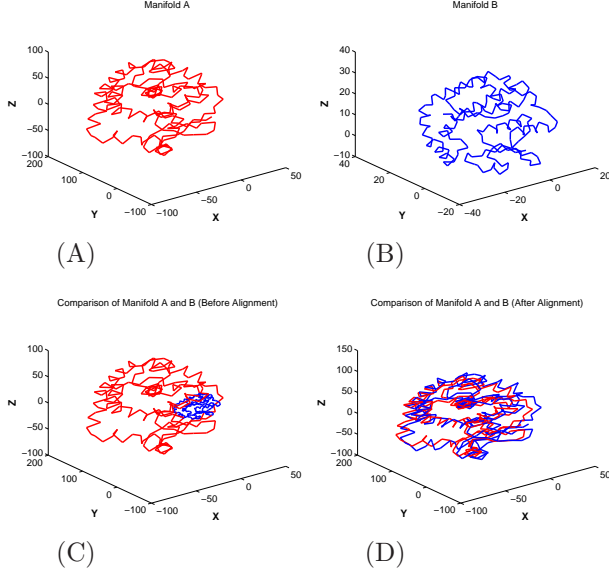 Manifold A
100
50
0
−50
−100
200
100
0
−100
−100
−50
0
50
Z
Y
X
(A)
Manifold B
40
30
20
10
0
−10
40
20
0
−20
−40
−20
0
20
Z
Y
X
(B)
Comparison of Manifold A and B (Before Alignment)
100
50
0
−50
−100
200
100
0
−100
−100
−50
0
50
Z
Y
X
(C)
Comparison of Manifold A and B (After Alignment)
150
100
50
0
−50
−100
200
100
0
−100
−100
−50
0
50
Z
Y
X
(D)